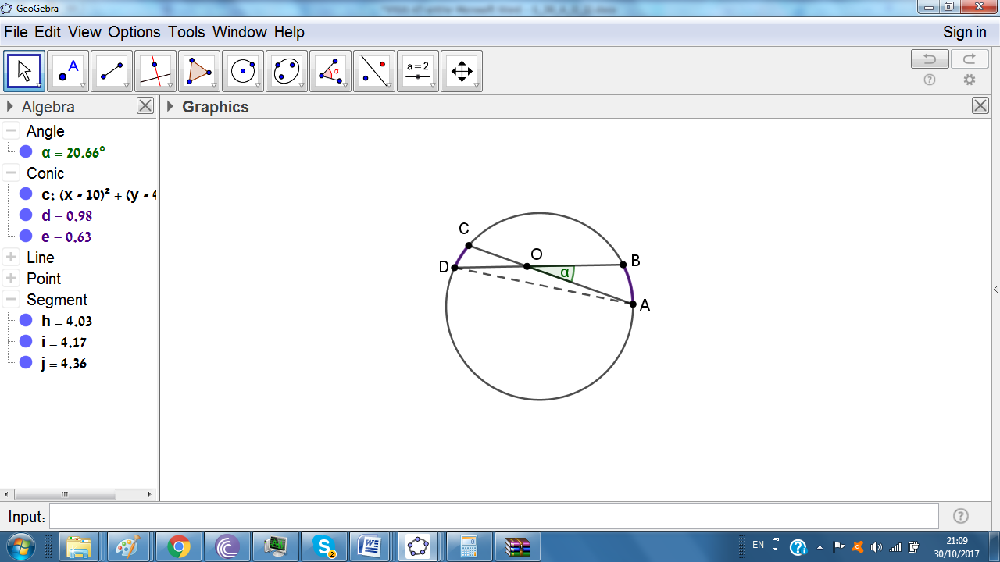 GeoGebra
File Edit View Options Tools Window Help
Sign in
A
α
a = 2
Algebra
Graphics
Angle
α = 20.66°
Conic
c: (x - 10)² + (y -
d = 0.98
e = 0.63
Line
Point
Segment
h = 4.03
i = 4.17
j = 4.36
C
D
O
B
α
A
Input:
EN
21:09
30/10/2017